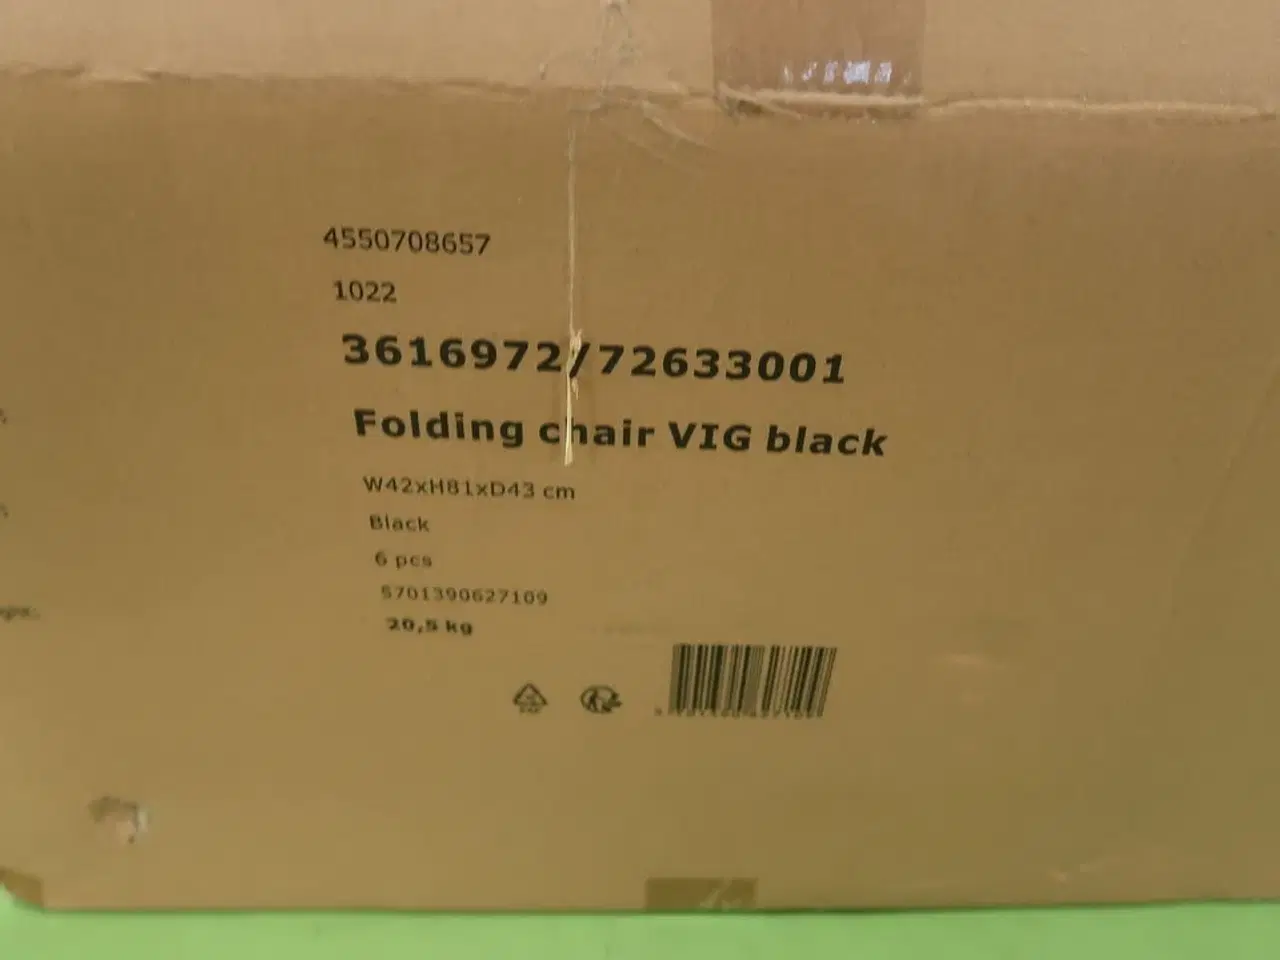 4550708657
1022
3616972/72633001
Folding chair VIG black
W42xH81xD43 cm
Black
6 pcs
5701390627109
20,5 kg